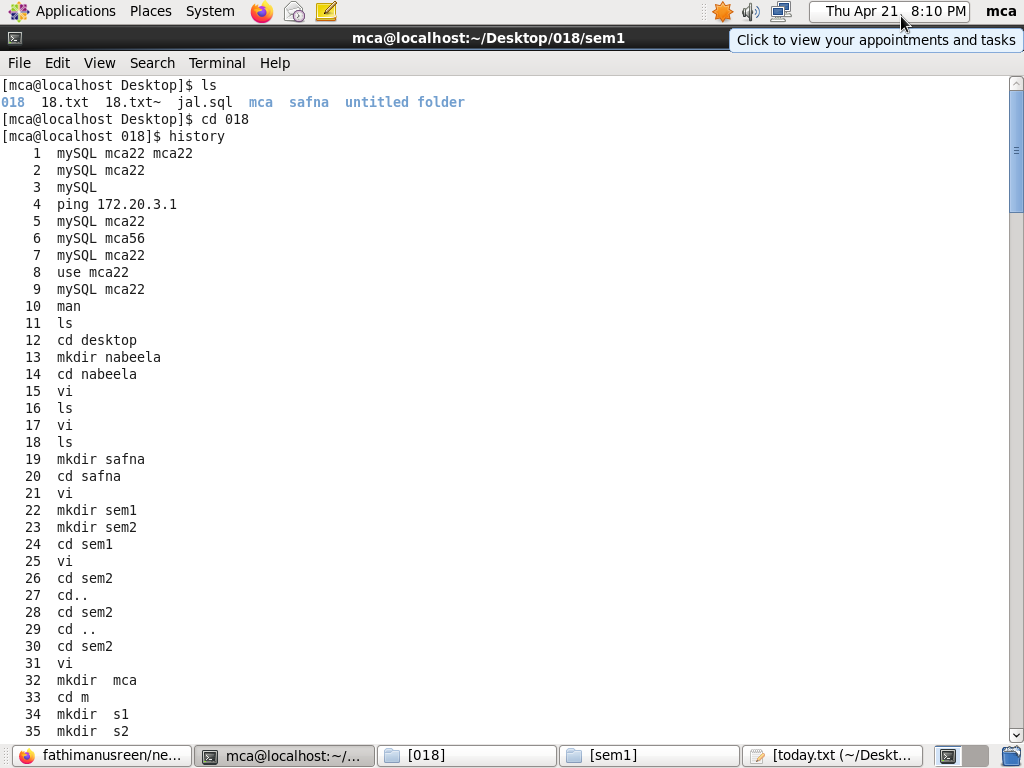 Applications Places System Thu Apr 21, 8:10 PM mca
mca@localhost:~/Desktop/018/sem1
Click to view your appointments and tasks
File Edit View Search Terminal Help
[mca@localhost Desktop]$ ls
018 18.txt 18.txt~ jal.sql mca safna untitled folder
[mca@localhost Desktop]$ cd 018
[mca@localhost 018]$ history
1 mySQL mca22 mca22
2 mySQL mca22
3 mySQL
4 ping 172.20.3.1
5 mySQL mca22
6 mySQL mca56
7 mySQL mca22
8 use mca22
9 mySQL mca22
10 man
11 ls
12 cd desktop
13 mkdir nabeela
14 cd nabeela
15 vi
16 ls
17 vi
18 ls
19 mkdir safna
20 cd safna
21 vi
22 mkdir sem1
23 mkdir sem2
24 cd sem1
25 vi
26 cd sem2
27 cd..
28 cd sem2
29 cd ..
30 cd sem2
31 vi
32 mkdir  mca
33 cd m
34 mkdir  s1
35 mkdir  s2
fathimanusreen/ne... mca@localhost:~/... [018] [sem1] [today.txt (~/Deskt...